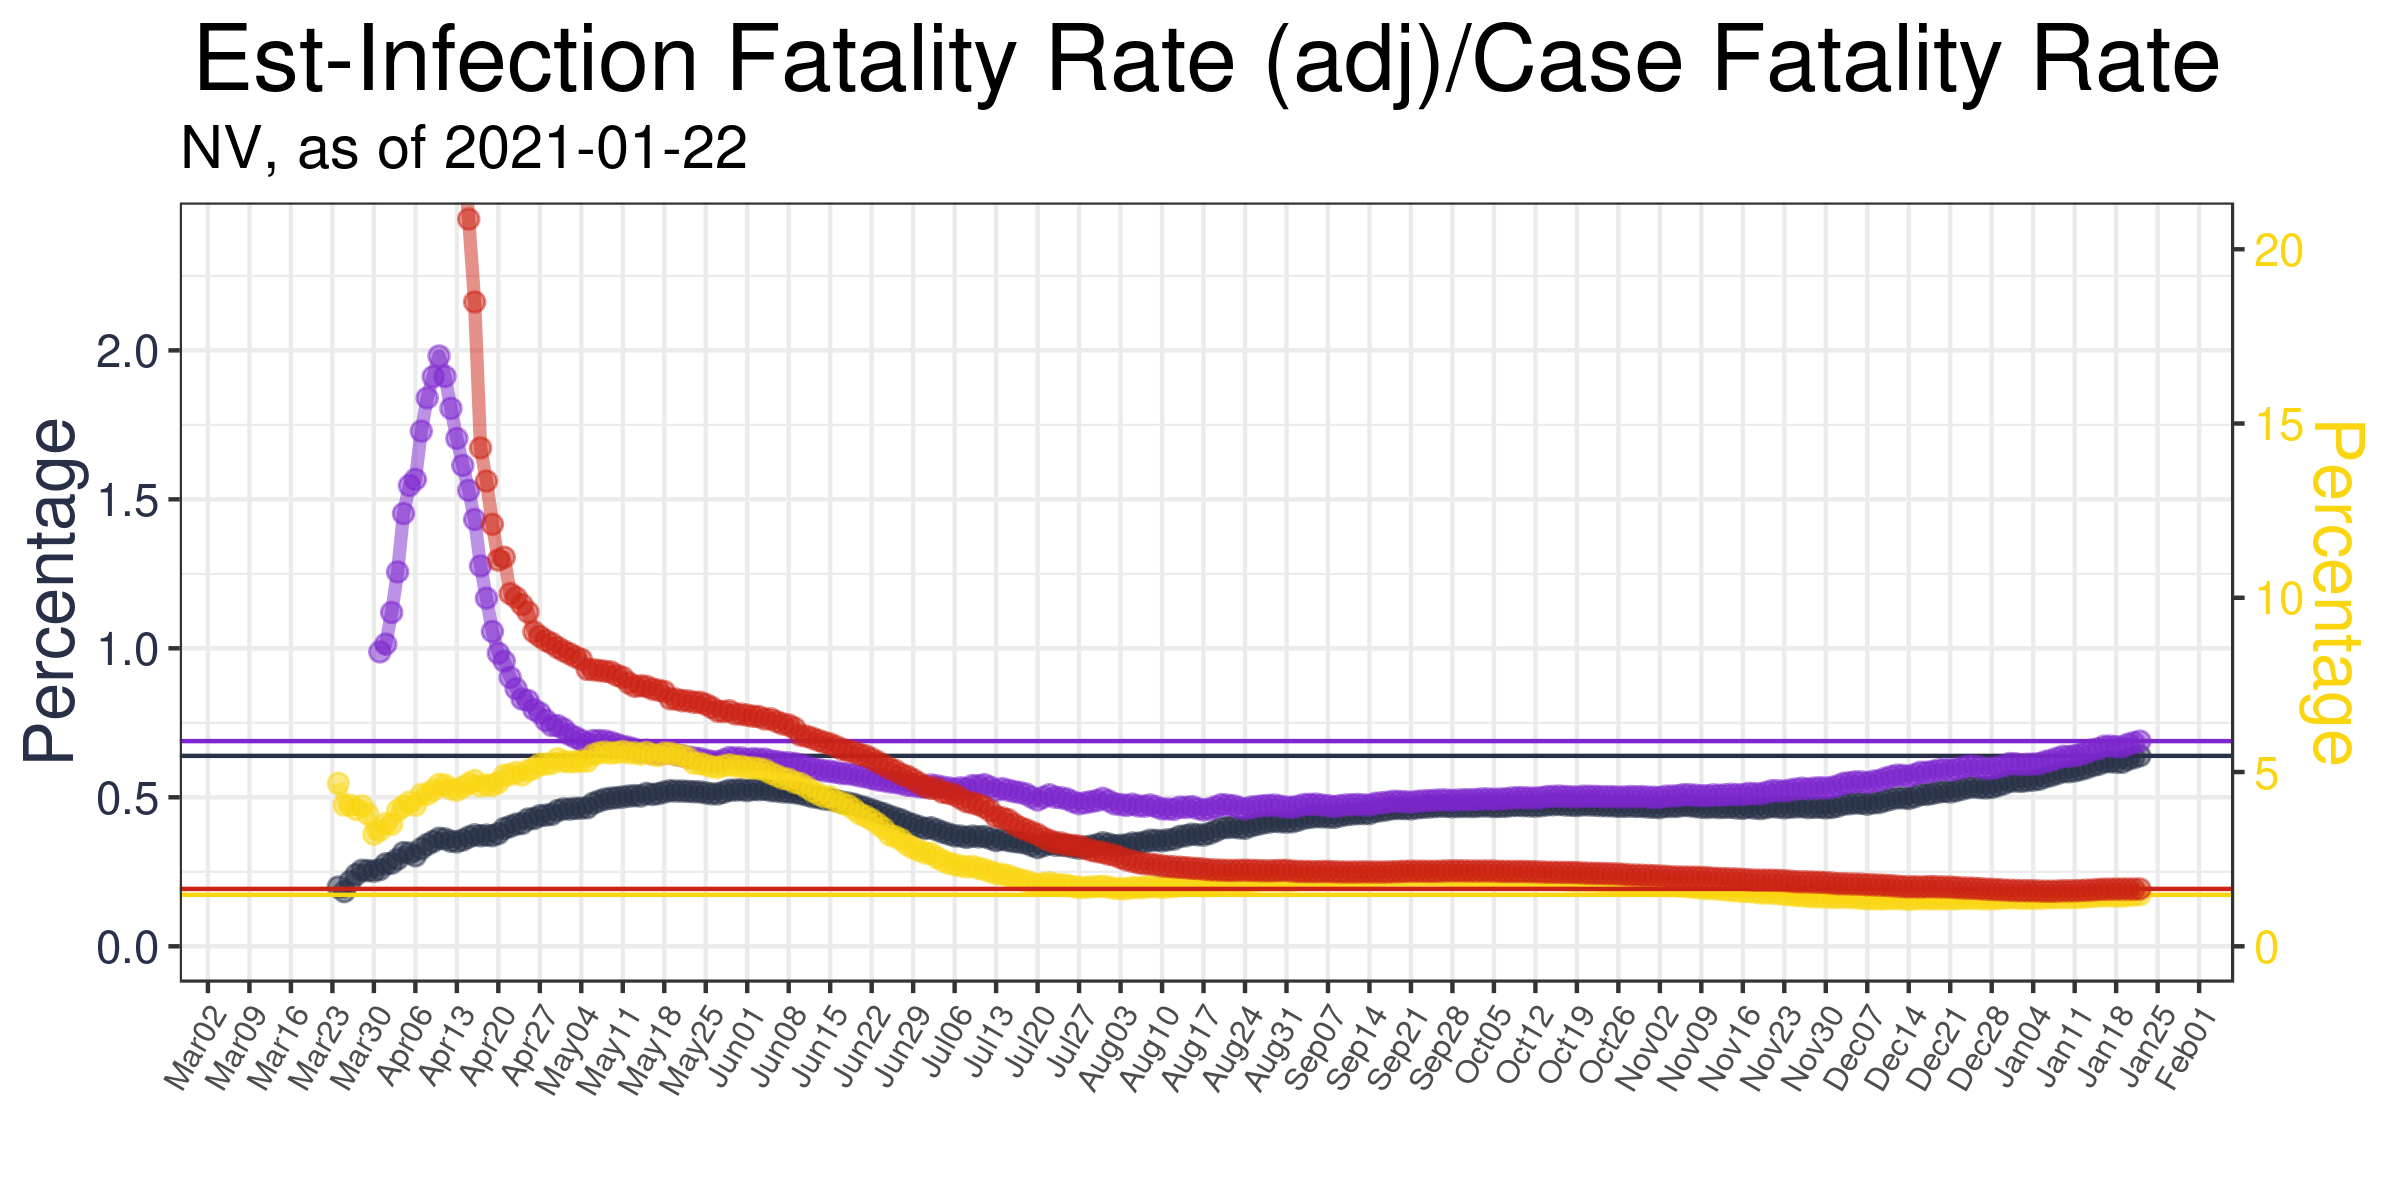 Est-Infection Fatality Rate (adj)/Case Fatality Rate
NV, as of 2021-01-22
Percentage
2.0
1.5
1.0
0.5
0.0
20
15
10
5
0
Percentage
Mar02
Mar09
Mar16
Mar23
Mar30
Apr06
Apr13
Apr20
Apr27
May04
May11
May18
May25
Jun01
Jun08
Jun15
Jun22
Jun29
Jul06
Jul13
Jul20
Jul27
Aug03
Aug10
Aug17
Aug24
Aug31
Sep07
Sep14
Sep21
Sep28
Oct05
Oct12
Oct19
Oct26
Nov02
Nov09
Nov16
Nov23
Nov30
Dec07
Dec14
Dec21
Dec28
Jan04
Jan11
Jan18
Jan25
Feb01